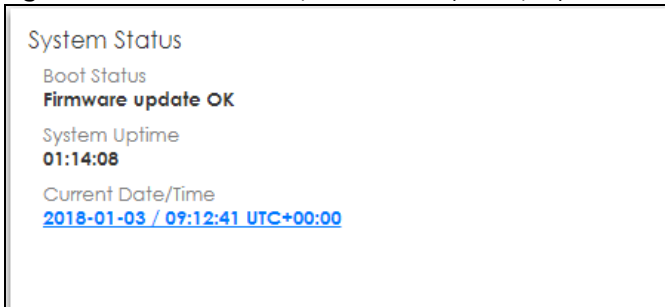 System Status
Boot Status
Firmware update OK
System Uptime
01:14:08
Current Date/Time
2018-01-03 / 09:12:41 UTC+00:00